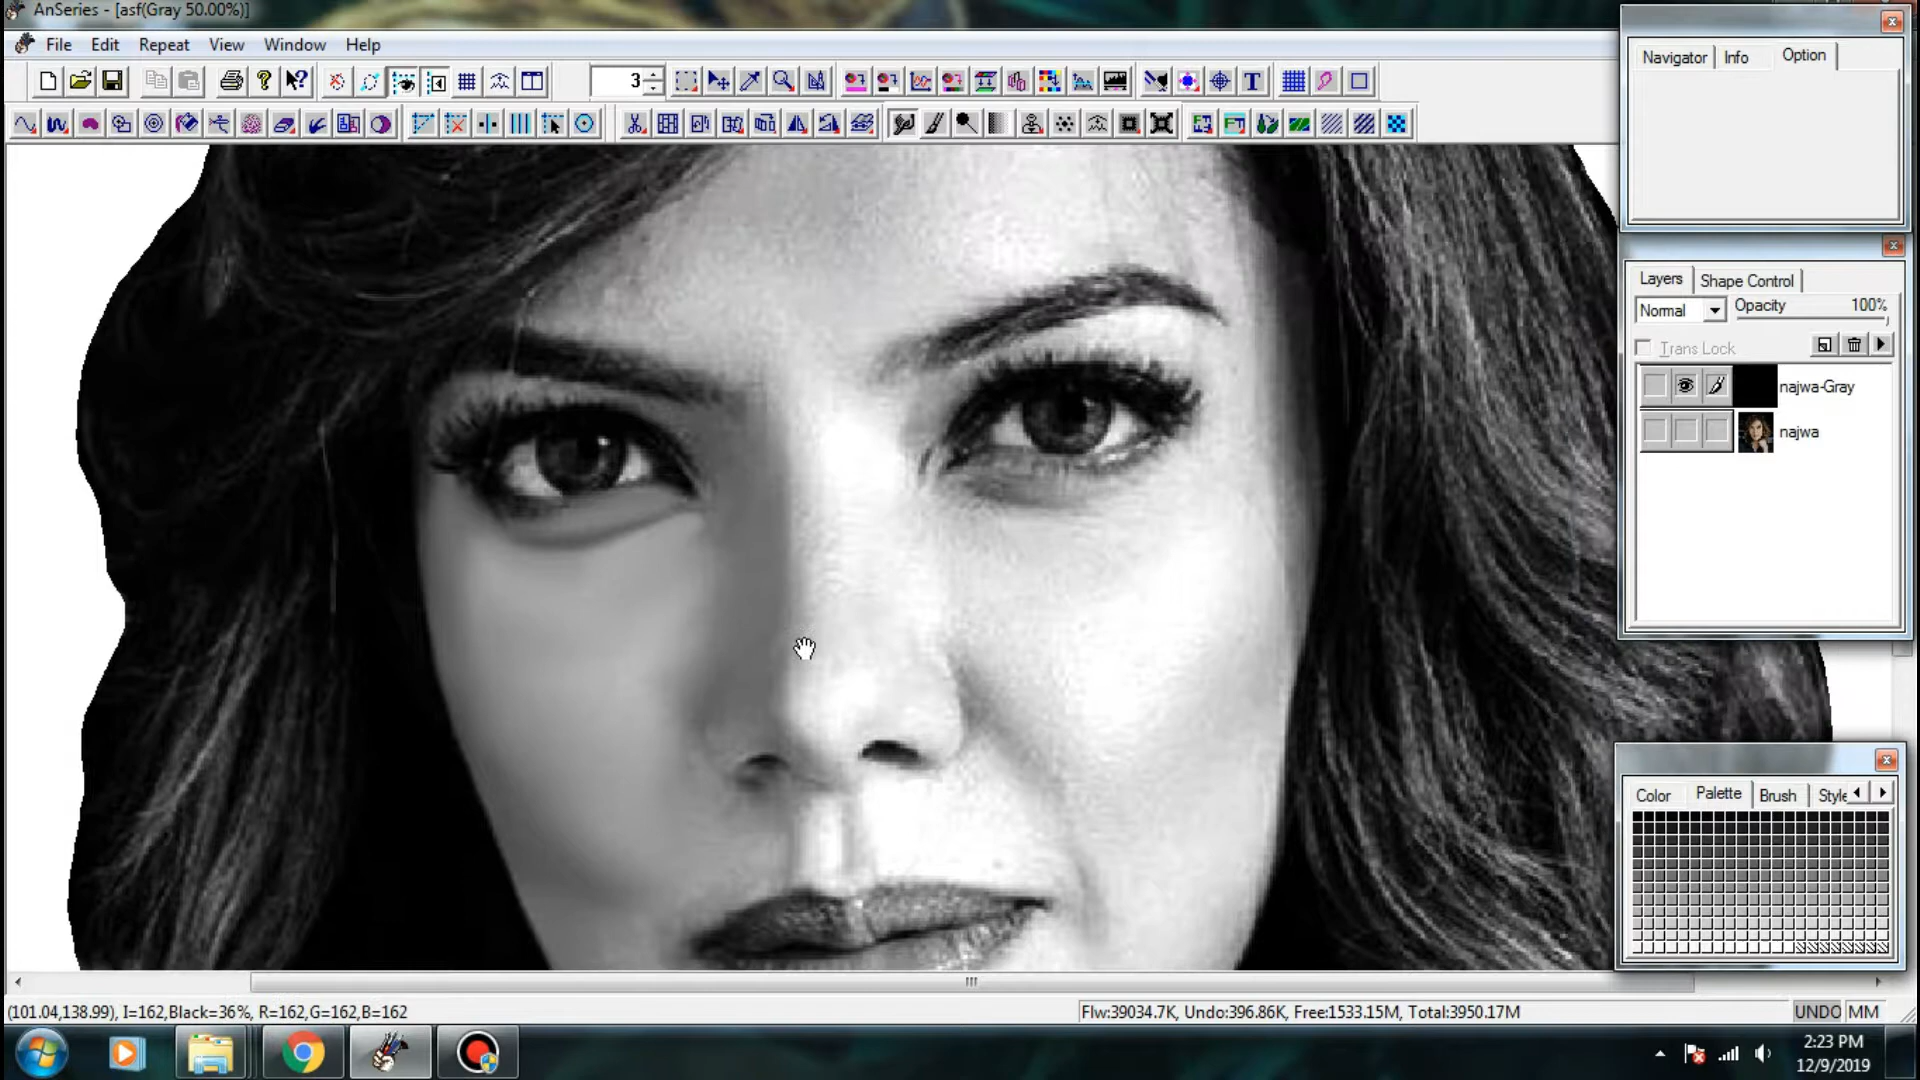 AnSeries - [asf(Gray 50.00%)]
File Edit Repeat View Window Help
3
Navigator Info Option
Layers Shape Control
Normal Opacity 100%
Trans Lock
najwa-Gray
najwa
Color Palette Brush Style
(101.04,138.99), I=162,Black=36%, R=162,G=162,B=162
Flw:39034.7K, Undo:396.86K, Free:1533.15M, Total:3950.17M
UNDO MM
2:23 PM
12/9/2019